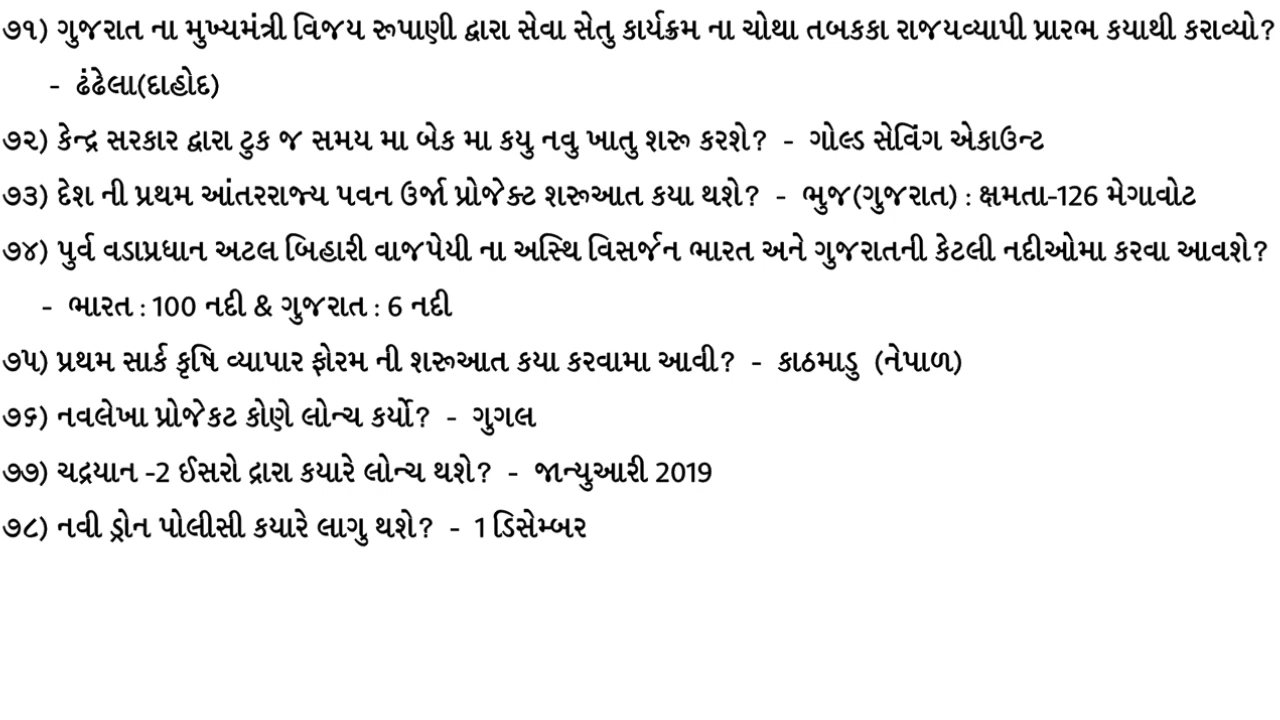 ૭૧) ગુજરાત ના મુખ્યમંત્રી વિજય રૂપાણી દ્વારા સેવા સેતુ કાર્યક્રમ ના ચોથા તબકકા રાજયવ્યાપી પ્રારભ કયાથી કરાવ્યો?
- ઢંઢેલા(દાહોદ)
૭૨) કેન્દ્ર સરકાર દ્વારા ટુક જ સમય મા બેક મા કયુ નવુ ખાતુ શરૂ કરશે? - ગોલ્ડ સેવિંગ એકાઉન્ટ
૭૩) દેશ ની પ્રથમ આંતરરાજ્ય પવન ઉર્જા પ્રોજેક્ટ શરૂઆત કયા થશે? - ભુજ(ગુજરાત) : ક્ષમતા-126 મેગાવોટ
૭૪) પુર્વ વડાપ્રધાન અટલ બિહારી વાજપેયી ના અસ્થિ વિસર્જન ભારત અને ગુજરાતની કેટલી નદીઓમા કરવા આવશે?
- ભારત : 100 નદી & ગુજરાત : 6 નદી
૭૫) પ્રથમ સાર્ક કૃષિ વ્યાપાર ફોરમ ની શરૂઆત કયા કરવામા આવી? - કાઠમાડુ (નેપાળ)
૭૬) નવલેખા પ્રોજેકટ કોણે લોન્ચ કર્યો? - ગુગલ
૭૭) ચદ્રયાન -2 ઈસરો દ્રારા કયારે લોન્ચ થશે? - જાન્યુઆરી 2019
૭૮) નવી ડ્રોન પોલીસી કયારે લાગુ થશે? - 1 ડિસેમ્બર